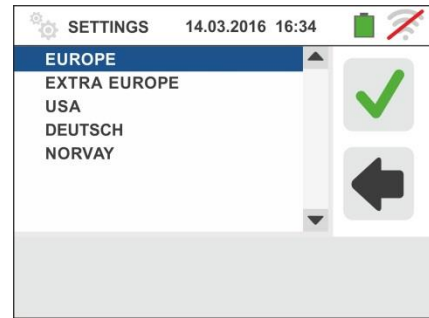 SETTINGS 14.03.2016 16:34
EUROPE
EXTRA EUROPE
USA
DEUTSCH
NORVAY